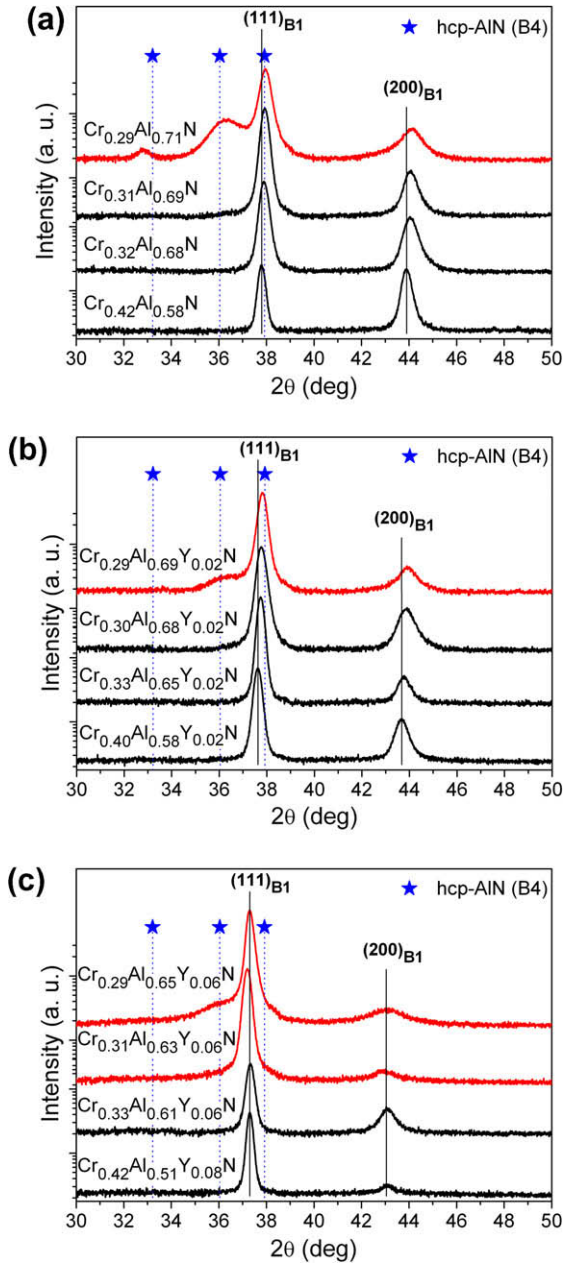 (a)
(111)B1
★ hcp-AlN (B4)
(200)B1
Cr0.29Al0.71N
Cr0.31Al0.69N
Cr0.32Al0.68N
Cr0.42Al0.58N
Intensity (a. u.)
30 32 34 36 38 40 42 44 46 48 50
2θ (deg)
(b)
(111)B1
★ hcp-AlN (B4)
(200)B1
Cr0.29Al0.69Y0.02N
Cr0.30Al0.68Y0.02N
Cr0.33Al0.65Y0.02N
Cr0.40Al0.58Y0.02N
Intensity (a. u.)
30 32 34 36 38 40 42 44 46 48 50
2θ (deg)
(c)
(111)B1
★ hcp-AlN (B4)
(200)B1
Cr0.29Al0.65Y0.06N
Cr0.31Al0.63Y0.06N
Cr0.33Al0.61Y0.06N
Cr0.42Al0.51Y0.08N
Intensity (a. u.)
30 32 34 36 38 40 42 44 46 48 50
2θ (deg)